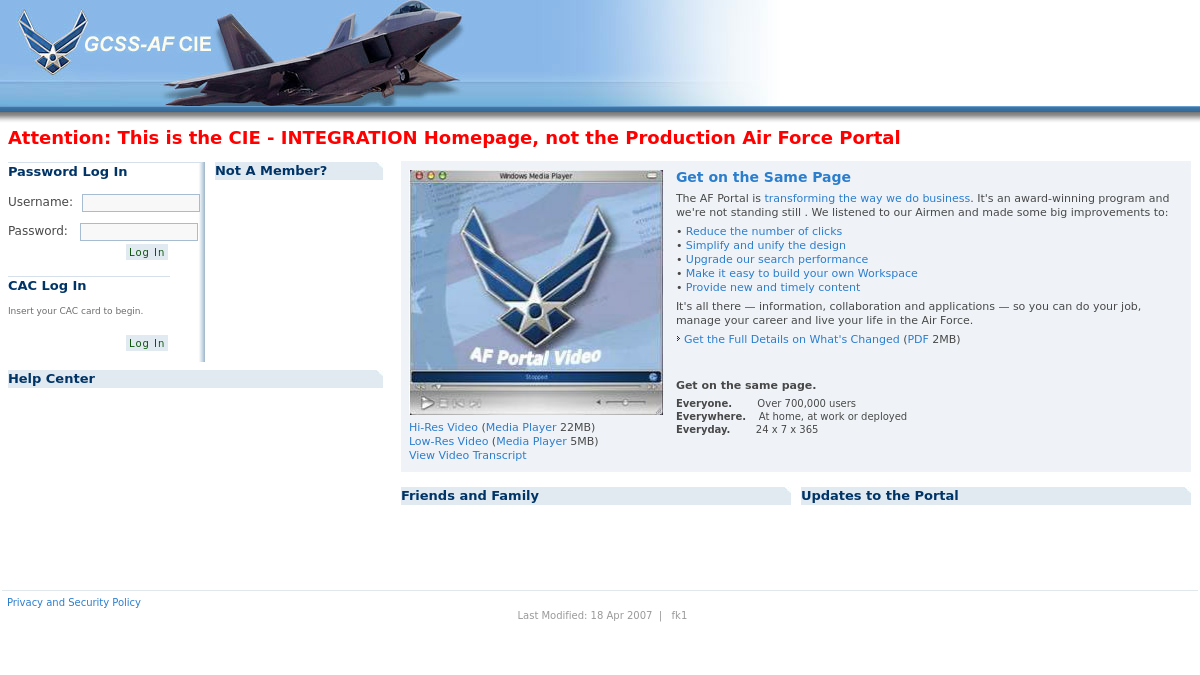 GCSS-AF CIE
Attention: This is the CIE - INTEGRATION Homepage, not the Production Air Force Portal
Password Log In
Username:
Password:
Log In
CAC Log In
Insert your CAC card to begin.
Log In
Not A Member?
Help Center
Windows Media Player
AF Portal Video
Stopped
Hi-Res Video (Media Player 22MB)
Low-Res Video (Media Player 5MB)
View Video Transcript
Get on the Same Page
The AF Portal is transforming the way we do business. It's an award-winning program and
we're not standing still . We listened to our Airmen and made some big improvements to:
• Reduce the number of clicks
• Simplify and unify the design
• Upgrade our search performance
• Make it easy to build your own Workspace
• Provide new and timely content
It's all there — information, collaboration and applications — so you can do your job,
manage your career and live your life in the Air Force.
Get the Full Details on What's Changed (PDF 2MB)
Get on the same page.
Everyone. Over 700,000 users
Everywhere. At home, at work or deployed
Everyday. 24 x 7 x 365
Friends and Family
Updates to the Portal
Privacy and Security Policy
Last Modified: 18 Apr 2007 | fk1